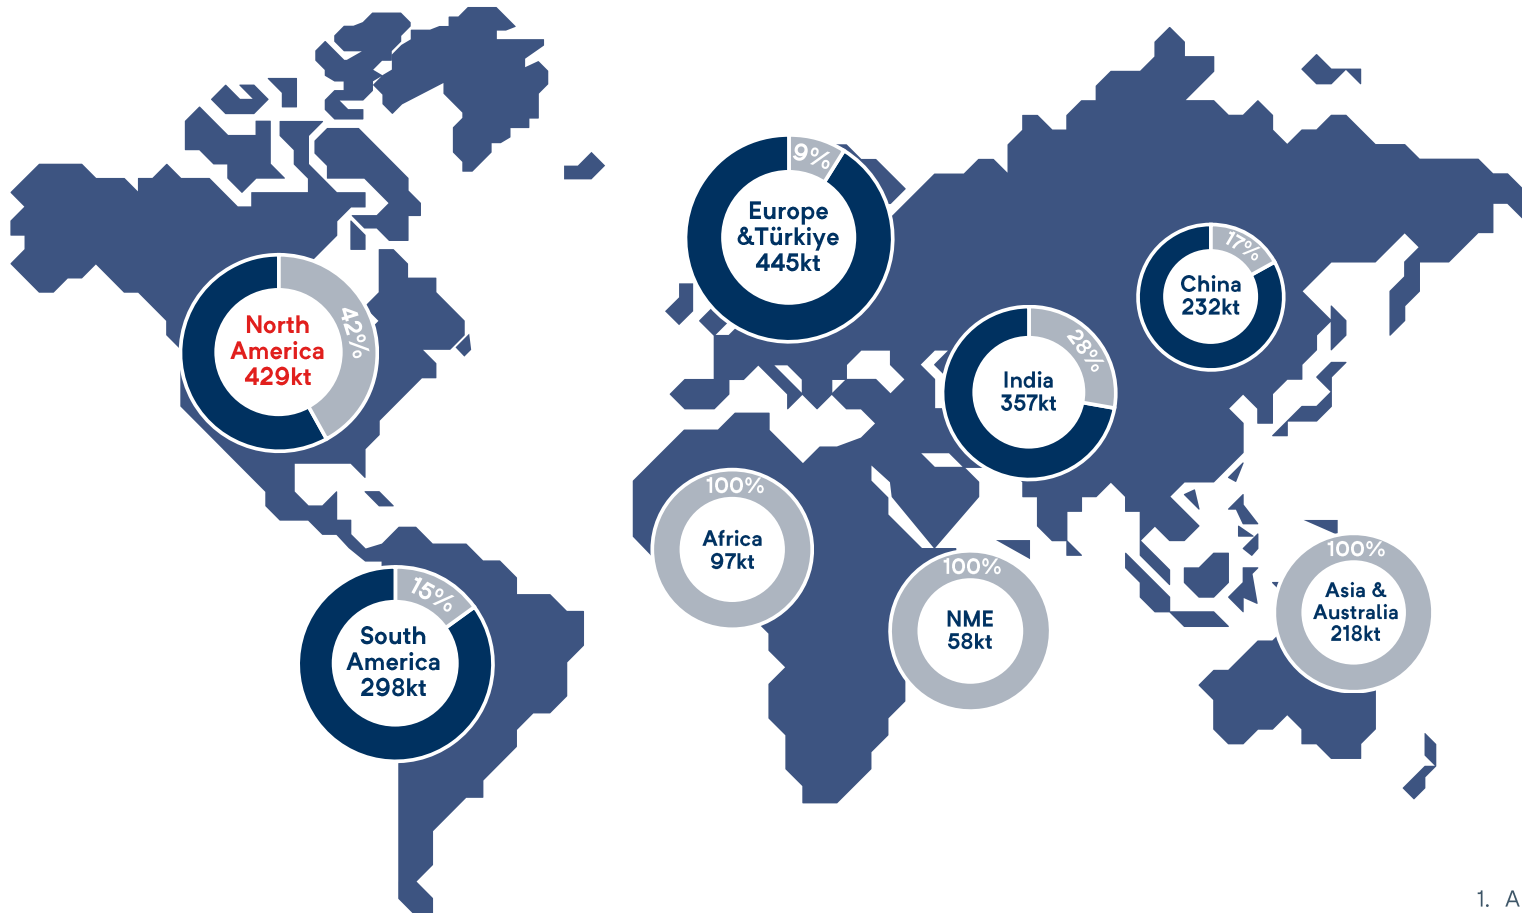 9%
Europe
&Türkiye
445kt
17%
China
232kt
42%
North
America
429kt
28%
India
357kt
100%
Africa
97kt
100%
NME
58kt
100%
Asia &
Australia
218kt
15%
South
America
298kt
1. A